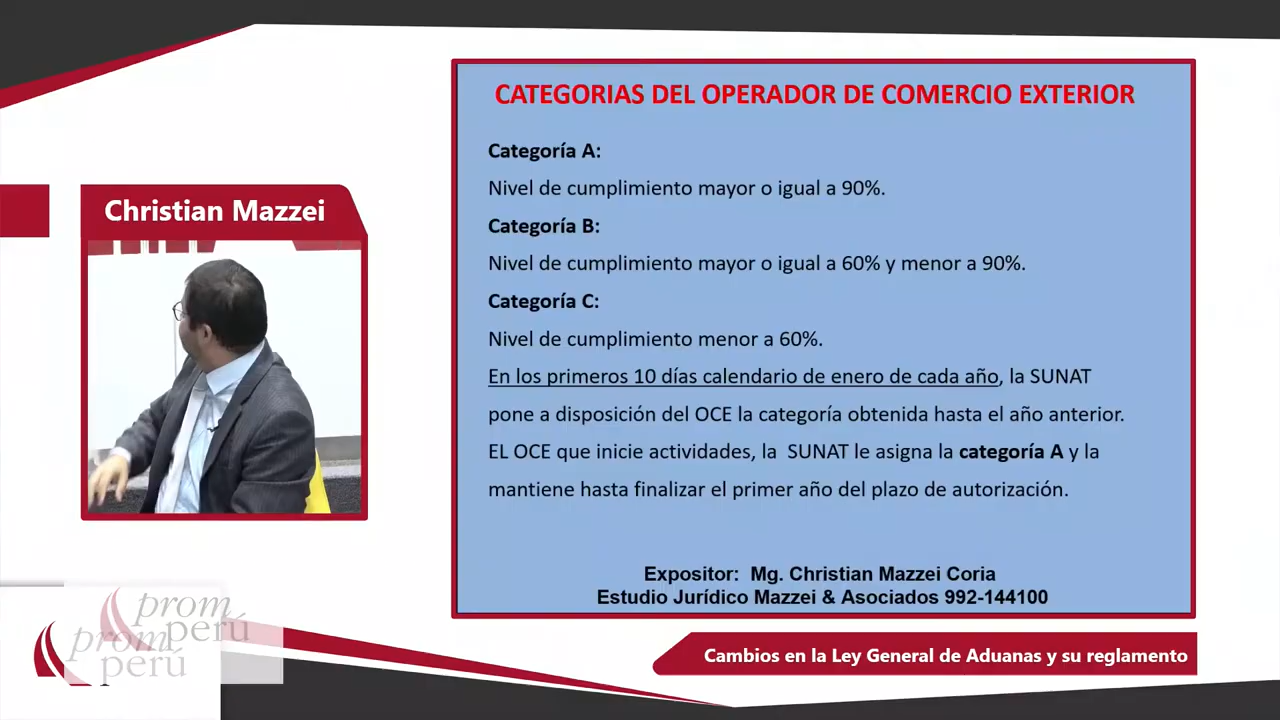 CATEGORIAS DEL OPERADOR DE COMERCIO EXTERIOR
Categoría A:
Nivel de cumplimiento mayor o igual a 90%.
Categoría B:
Nivel de cumplimiento mayor o igual a 60% y menor a 90%.
Categoría C:
Nivel de cumplimiento menor a 60%.
En los primeros 10 días calendario de enero de cada año, la SUNAT
pone a disposición del OCE la categoría obtenida hasta el año anterior.
EL OCE que inicie actividades, la SUNAT le asigna la categoría A y la
mantiene hasta finalizar el primer año del plazo de autorización.
Expositor: Mg. Christian Mazzei Coria
Estudio Jurídico Mazzei & Asociados 992-144100
Christian Mazzei
prom
perú
prom
perú
Cambios en la Ley General de Aduanas y su reglamento